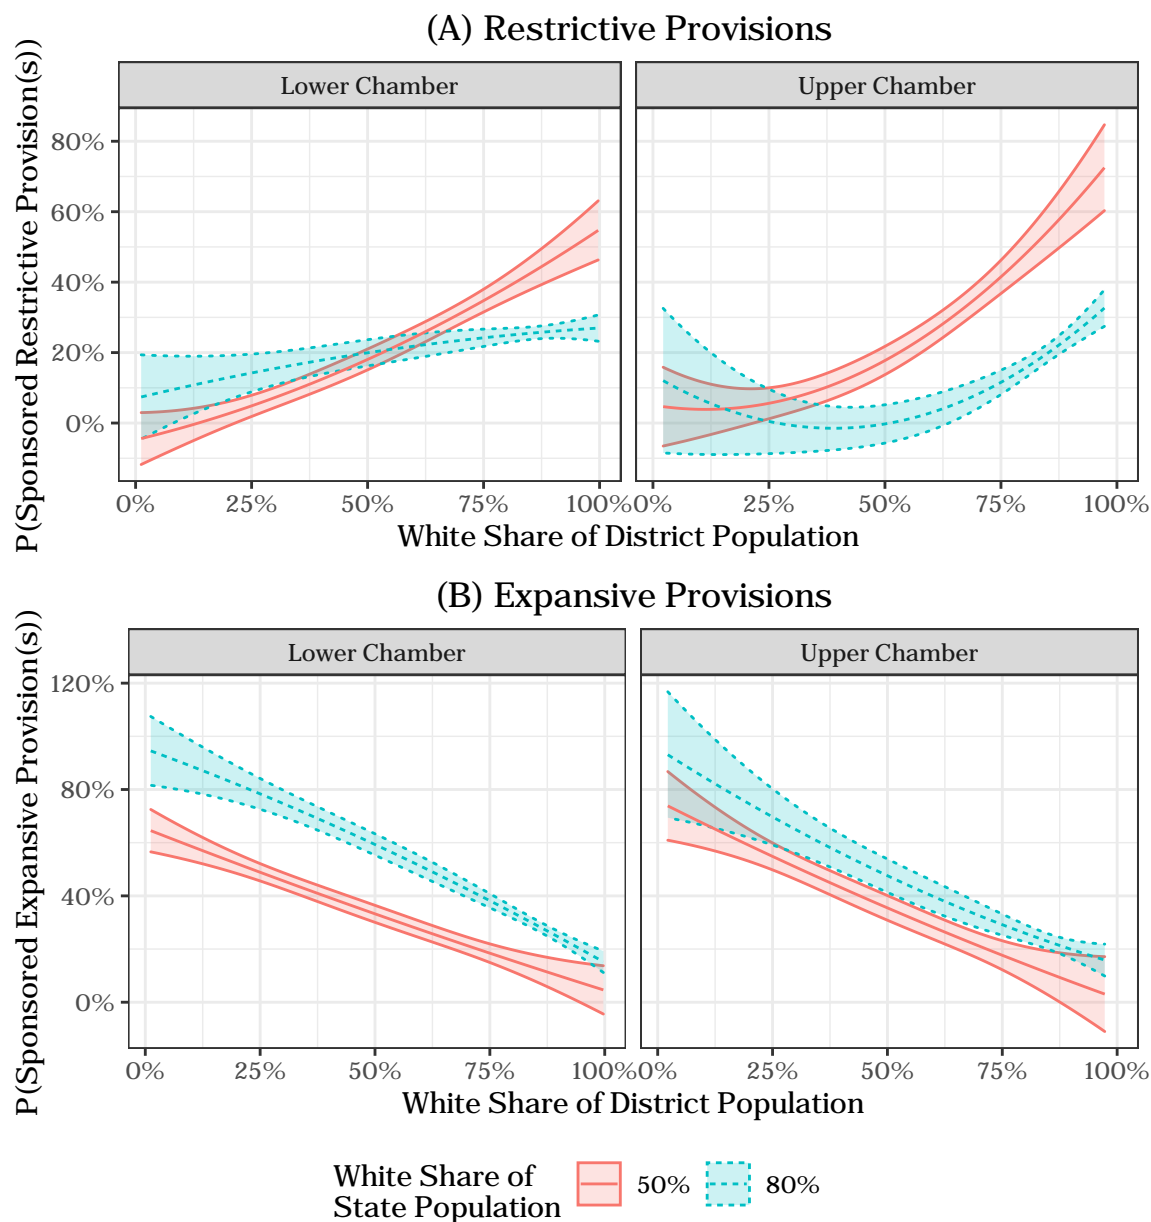 (A) Restrictive Provisions
Lower Chamber
Upper Chamber
P(Sponsored Restrictive Provision(s))
80%
60%
40%
20%
0%
0% 25% 50% 75% 100%
0% 25% 50% 75% 100%
White Share of District Population
(B) Expansive Provisions
Lower Chamber
Upper Chamber
P(Sponsored Expansive Provision(s))
120%
80%
40%
0%
0% 25% 50% 75% 100%
0% 25% 50% 75% 100%
White Share of District Population
White Share of
State Population
50%
80%